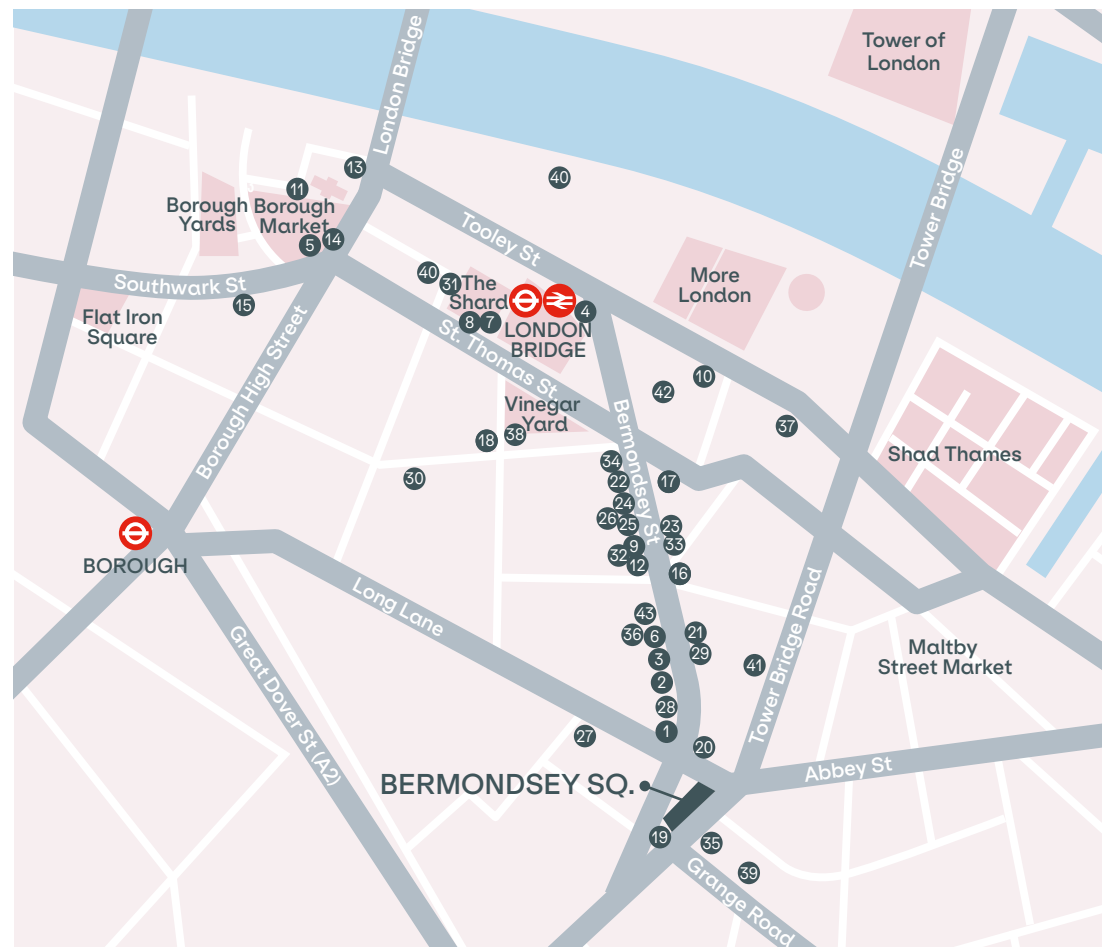 Tower of
London
London Bridge
13
40
11
Borough
Yards
Borough
Market
Tower Bridge
5
14
Tooley St
40
31
The
Shard
More
London
Southwark St
15
4
8
7
LONDON
BRIDGE
Flat Iron
Square
St. Thomas St
10
42
Borough High Street
Vinegar
Yard
Bermondsey St
37
18
38
Shad Thames
34
30
22
17
24
26
25
23
BOROUGH
9
33
32
12
16
Long Lane
Tower Bridge Road
43
36
6
21
Great Dover St (A2)
3
29
41
Maltby
Street Market
2
28
1
27
20
Abbey St
BERMONDSEY SQ.
19
35
39
Grange Road